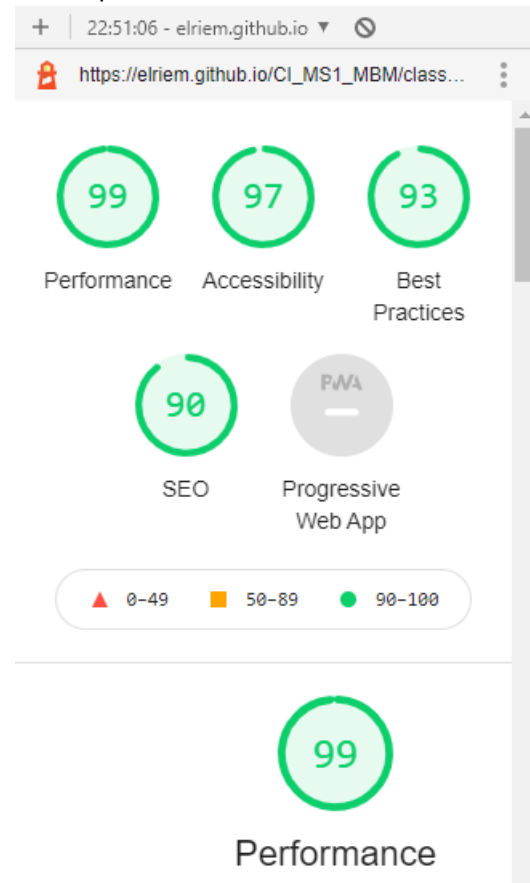 + 22:51:06 - elriem.github.io ▼
https://elriem.github.io/CI_MS1_MBM/class...
99 97 93
Performance Accessibility Best
Practices
90 PWA
SEO Progressive
Web App
0–49 50–89 90–100
99
Performance